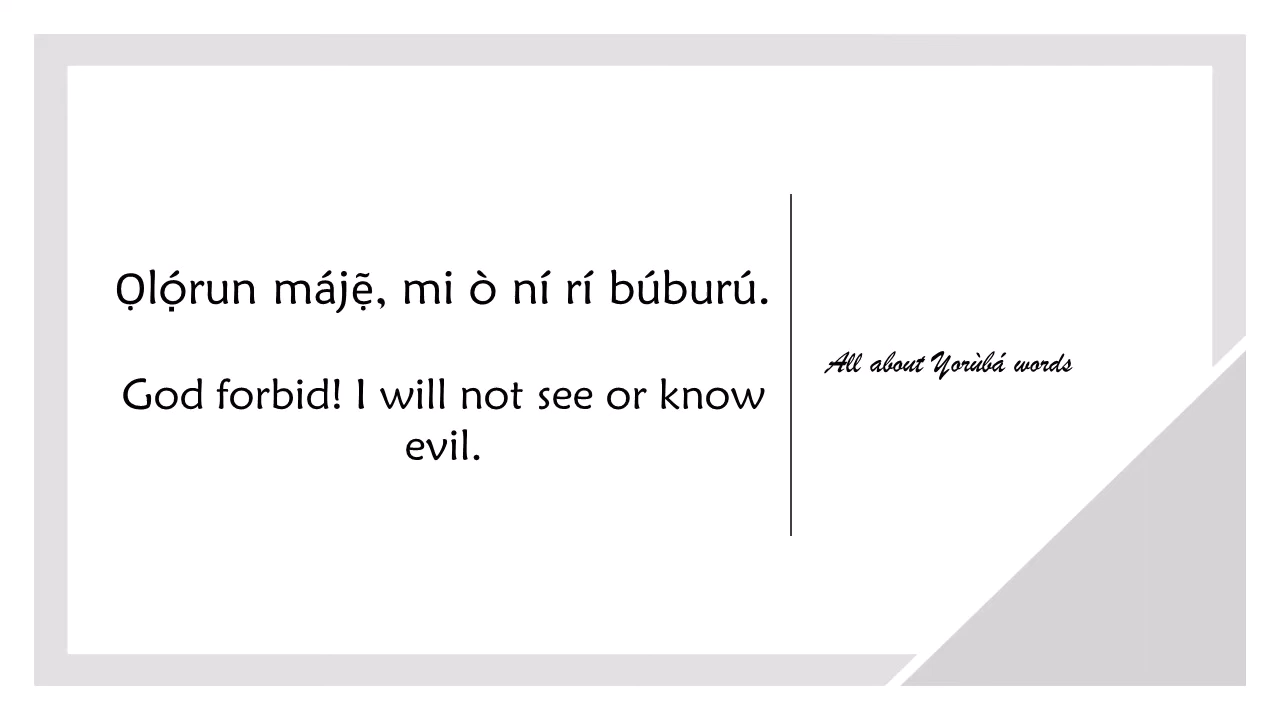 Ọlọ́run májẹ̃, mi ò ní rí búburú.
God forbid! I will not see or know
evil.
All about Yorùbá words